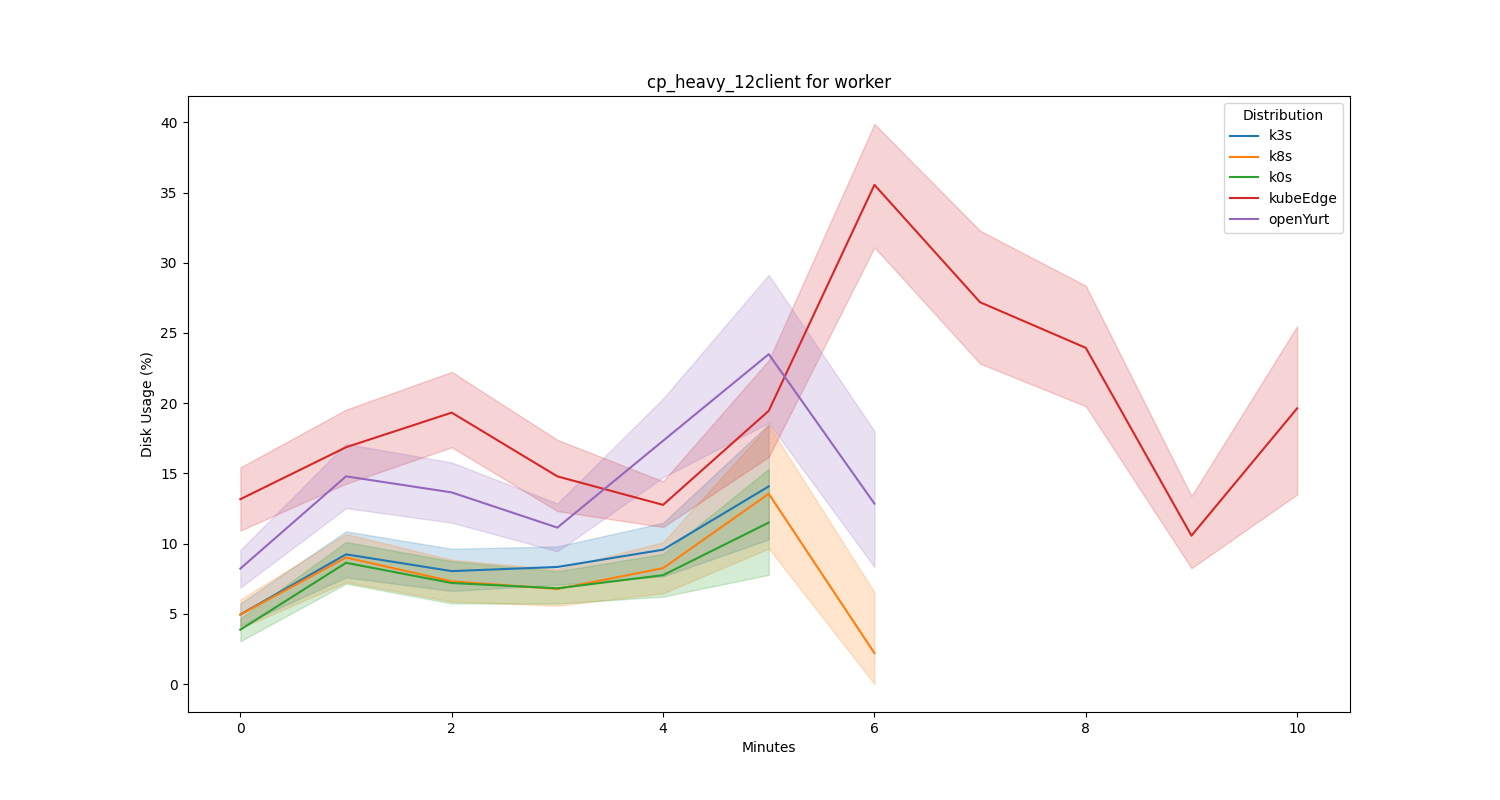 cp_heavy_12client for worker
Distribution
k3s
k8s
k0s
kubeEdge
openYurt
Disk Usage (%)
40
35
30
25
20
15
10
5
0
0 2 4 6 8 10
Minutes